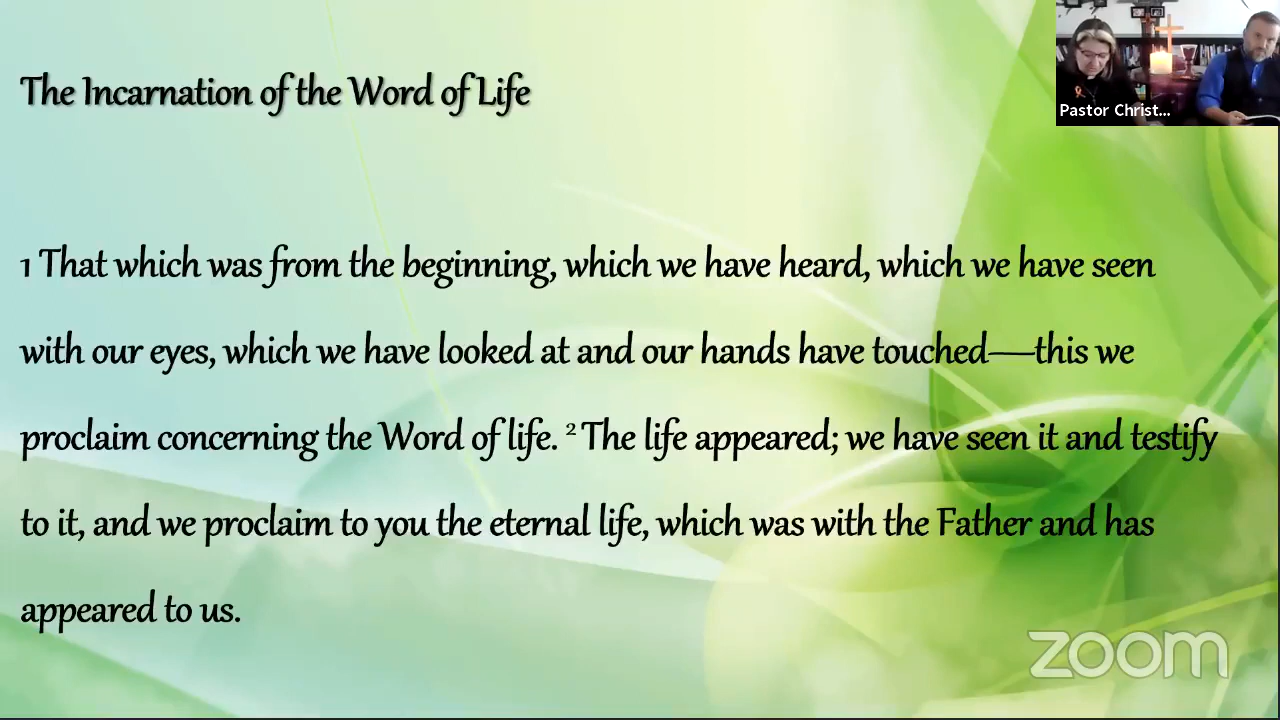 The Incarnation of the Word of Life
Pastor Christ...
1 That which was from the beginning, which we have heard, which we have seen
with our eyes, which we have looked at and our hands have touched—this we
proclaim concerning the Word of life. ² The life appeared; we have seen it and testify
to it, and we proclaim to you the eternal life, which was with the Father and has
appeared to us.
zoom